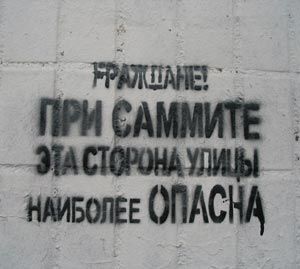 ГРАЖДАНЕ!
ПРИ САММИТЕ
ЭТА СТОРОНА УЛИЦЫ
НАИБОЛЕЕ ОПАСНА